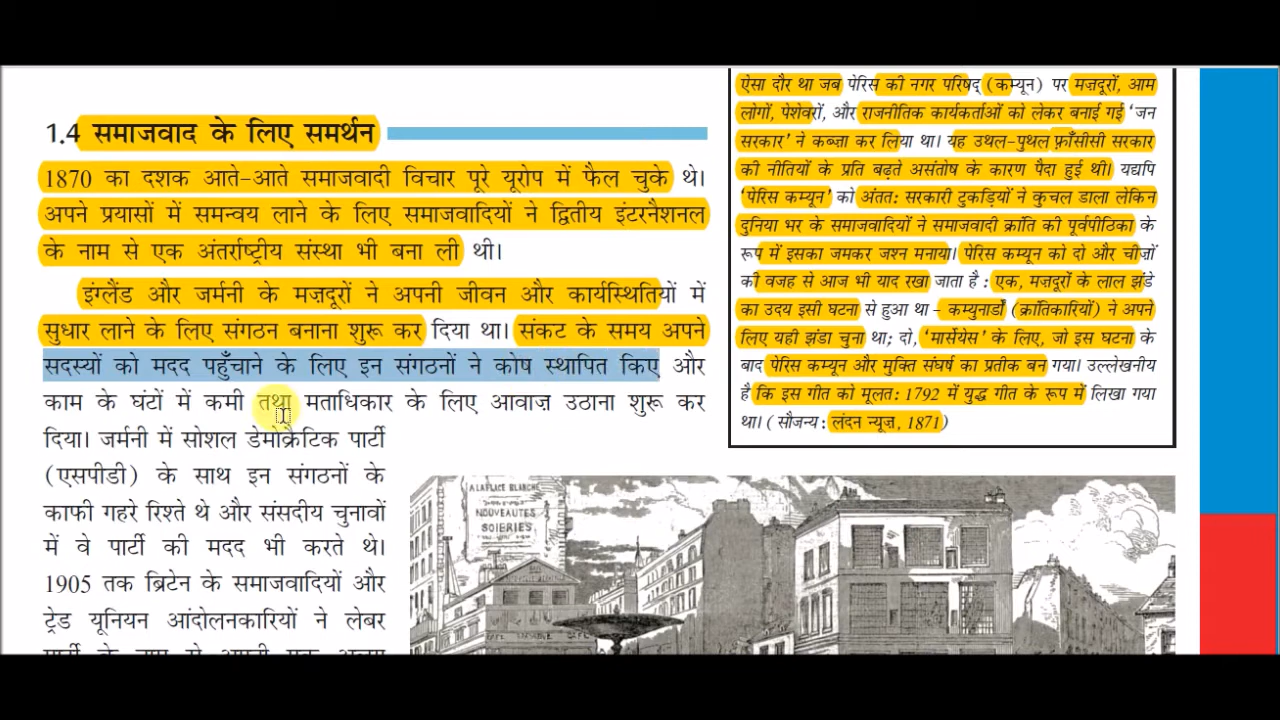 1.4 समाजवाद के लिए समर्थन
1870 का दशक आते-आते समाजवादी विचार पूरे यूरोप में फैल चुके थे।
अपने प्रयासों में समन्वय लाने के लिए समाजवादियों ने द्वितीय इंटरनैशनल
के नाम से एक अंतर्राष्ट्रीय संस्था भी बना ली थी।
इंग्लैंड और जर्मनी के मज़दूरों ने अपनी जीवन और कार्यस्थितियों में
सुधार लाने के लिए संगठन बनाना शुरू कर दिया था। संकट के समय अपने
सदस्यों को मदद पहुँचाने के लिए इन संगठनों ने कोष स्थापित किए और
काम के घंटों में कमी तथा मताधिकार के लिए आवाज़ उठाना शुरू कर
दिया। जर्मनी में सोशल डेमोक्रैटिक पार्टी
(एसपीडी) के साथ इन संगठनों के
काफी गहरे रिश्ते थे और संसदीय चुनावों
में वे पार्टी की मदद भी करते थे।
1905 तक ब्रिटेन के समाजवादियों और
ट्रेड यूनियन आंदोलनकारियों ने लेबर
ऐसा दौर था जब पेरिस की नगर परिषद् (कम्यून) पर मज़दूरों, आम
लोगों, पेशेवरों, और राजनीतिक कार्यकर्ताओं को लेकर बनाई गई 'जन
सरकार' ने कब्ज़ा कर लिया था। यह उथल-पुथल फ़्राँसीसी सरकार
की नीतियों के प्रति बढ़ते असंतोष के कारण पैदा हुई थी। यद्यपि
'पेरिस कम्यून' को अंतत: सरकारी टुकड़ियों ने कुचल डाला लेकिन
दुनिया भर के समाजवादियों ने समाजवादी क्रांति की पूर्वपीठिका के
रूप में इसका जमकर जश्न मनाया। पेरिस कम्यून को दो और चीज़ों
की वजह से आज भी याद रखा जाता है : एक, मज़दूरों के लाल झंडे
का उदय इसी घटना से हुआ था - कम्युनार्डों (क्रांतिकारियों) ने अपने
लिए यही झंडा चुना था; दो, 'मार्सेयेस' के लिए, जो इस घटना के
बाद पेरिस कम्यून और मुक्ति संघर्ष का प्रतीक बन गया। उल्लेखनीय
है कि इस गीत को मूलत: 1792 में युद्ध गीत के रूप में लिखा गया
था। ( सौजन्य : लंदन न्यूज़, 1871)
A LA PLACE BLANCHE
NOUVEAUTES
SOIERIES